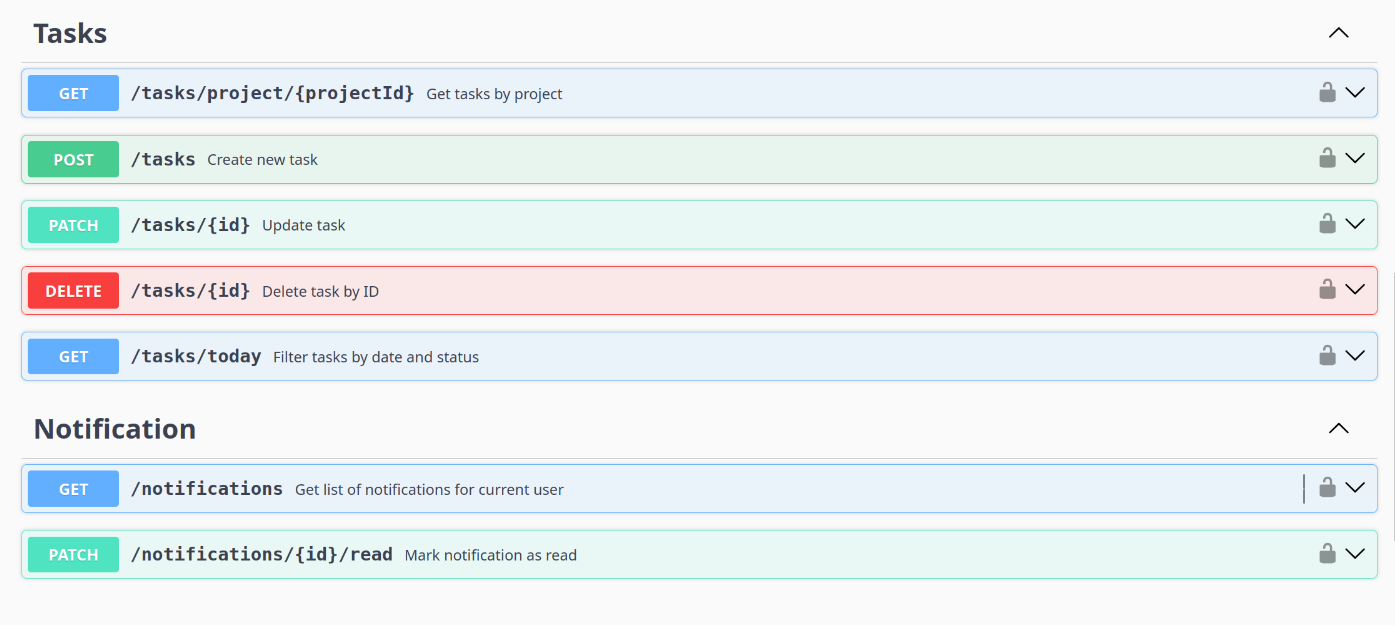 Tasks
GET /tasks/project/{projectId} Get tasks by project
POST /tasks Create new task
PATCH /tasks/{id} Update task
DELETE /tasks/{id} Delete task by ID
GET /tasks/today Filter tasks by date and status
Notification
GET /notifications Get list of notifications for current user
PATCH /notifications/{id}/read Mark notification as read